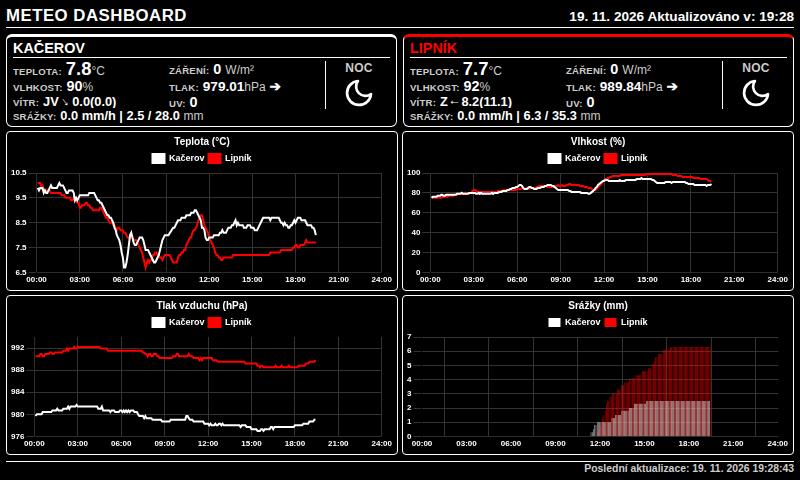 METEO DASHBOARD
19. 11. 2026 Aktualizováno v: 19:28
KAČEROV
TEPLOTA: 7.8°C
VLHKOST: 90%
VÍTR: JV → 0.0(0.0)
SRÁŽKY: 0.0 mm/h | 2.5 / 28.0 mm
ZÁŘENÍ: 0 W/m²
TLAK: 979.01hPa ➔
UV: 0
NOC
LIPNÍK
TEPLOTA: 7.7°C
VLHKOST: 92%
VÍTR: Z ← 8.2(11.1)
SRÁŽKY: 0.0 mm/h | 6.3 / 35.3 mm
ZÁŘENÍ: 0 W/m²
TLAK: 989.84hPa ➔
UV: 0
NOC
Teplota (°C)
Kačerov Lipník
10.5
9.5
8.5
7.5
6.5
00:00 03:00 06:00 09:00 12:00 15:00 18:00 21:00 24:00
Vlhkost (%)
Kačerov Lipník
100
80
60
40
20
0
00:00 03:00 06:00 09:00 12:00 15:00 18:00 21:00 24:00
Tlak vzduchu (hPa)
Kačerov Lipník
992
988
984
980
976
00:00 03:00 06:00 09:00 12:00 15:00 18:00 21:00 24:00
Srážky (mm)
Kačerov Lipník
7
6
5
4
3
2
1
0
00:00 03:00 06:00 09:00 12:00 15:00 18:00 21:00 24:00
Poslední aktualizace: 19. 11. 2026 19:28:43